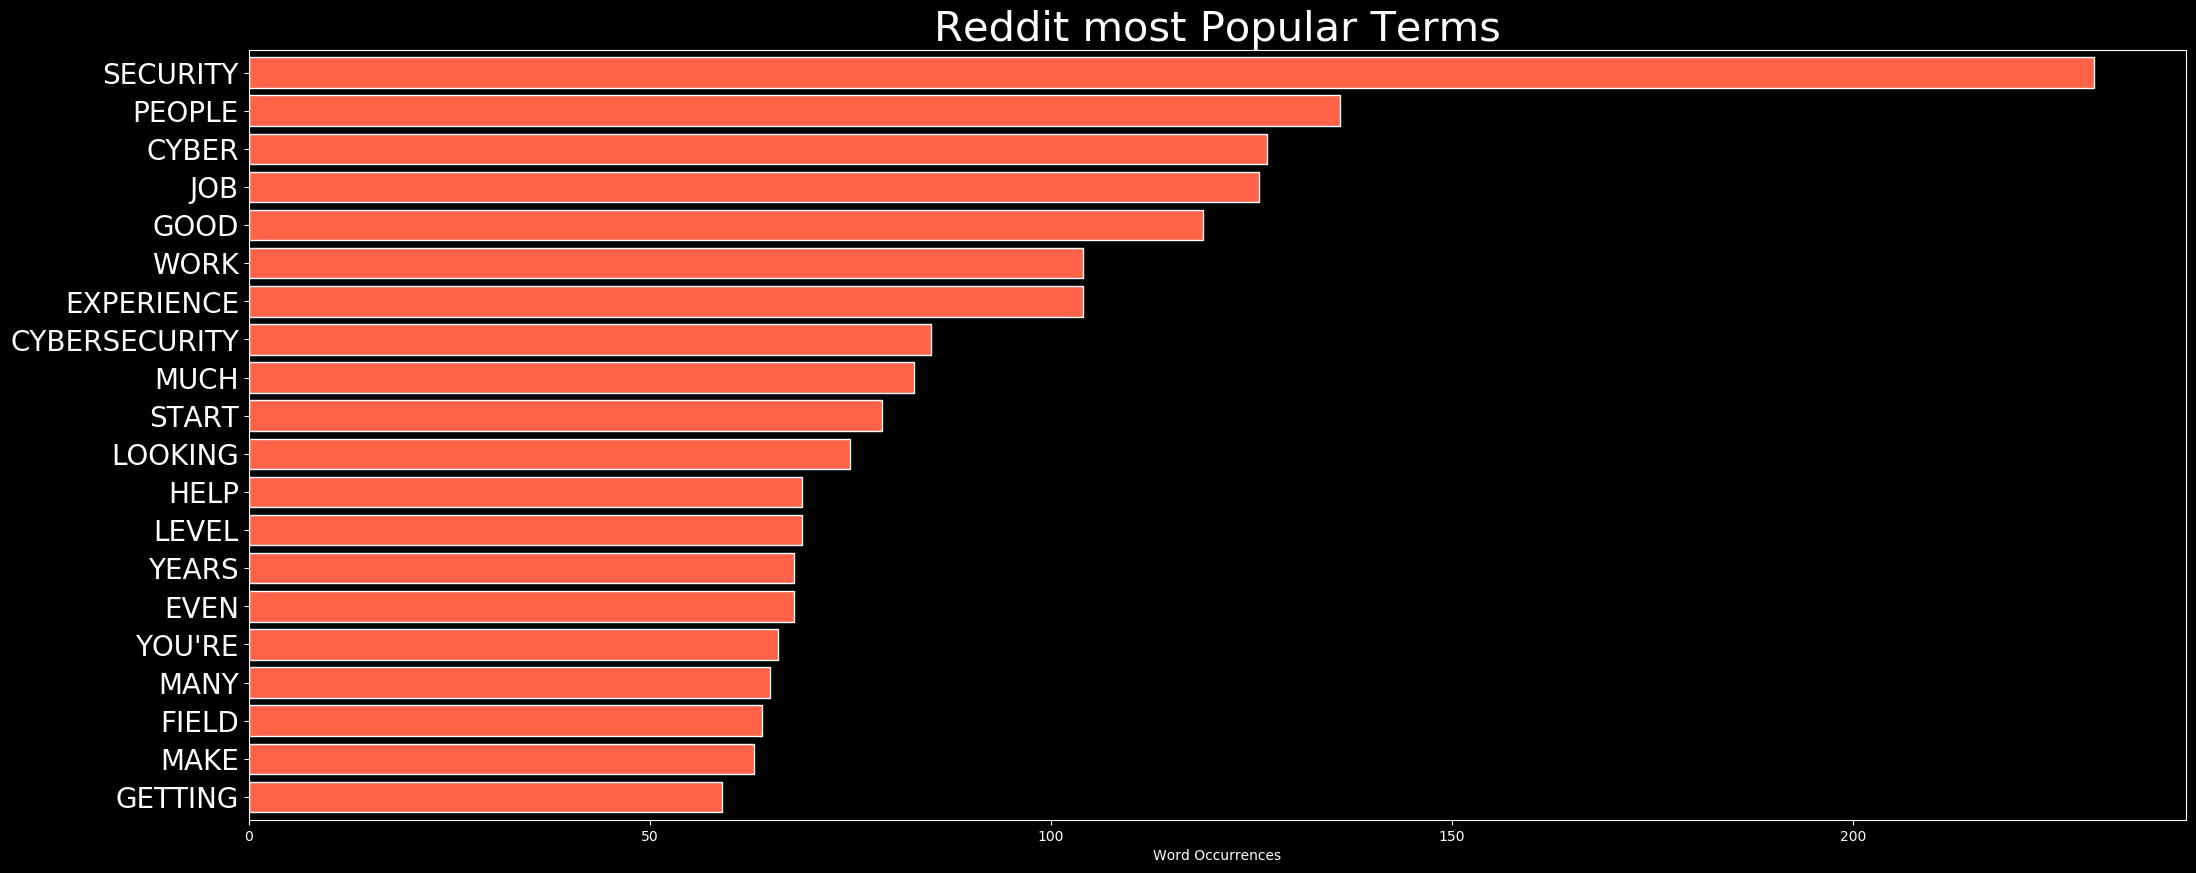 Reddit most Popular Terms
SECURITY
PEOPLE
CYBER
JOB
GOOD
WORK
EXPERIENCE
CYBERSECURITY
MUCH
START
LOOKING
HELP
LEVEL
YEARS
EVEN
YOU'RE
MANY
FIELD
MAKE
GETTING
0 50 100 150 200
Word Occurrences